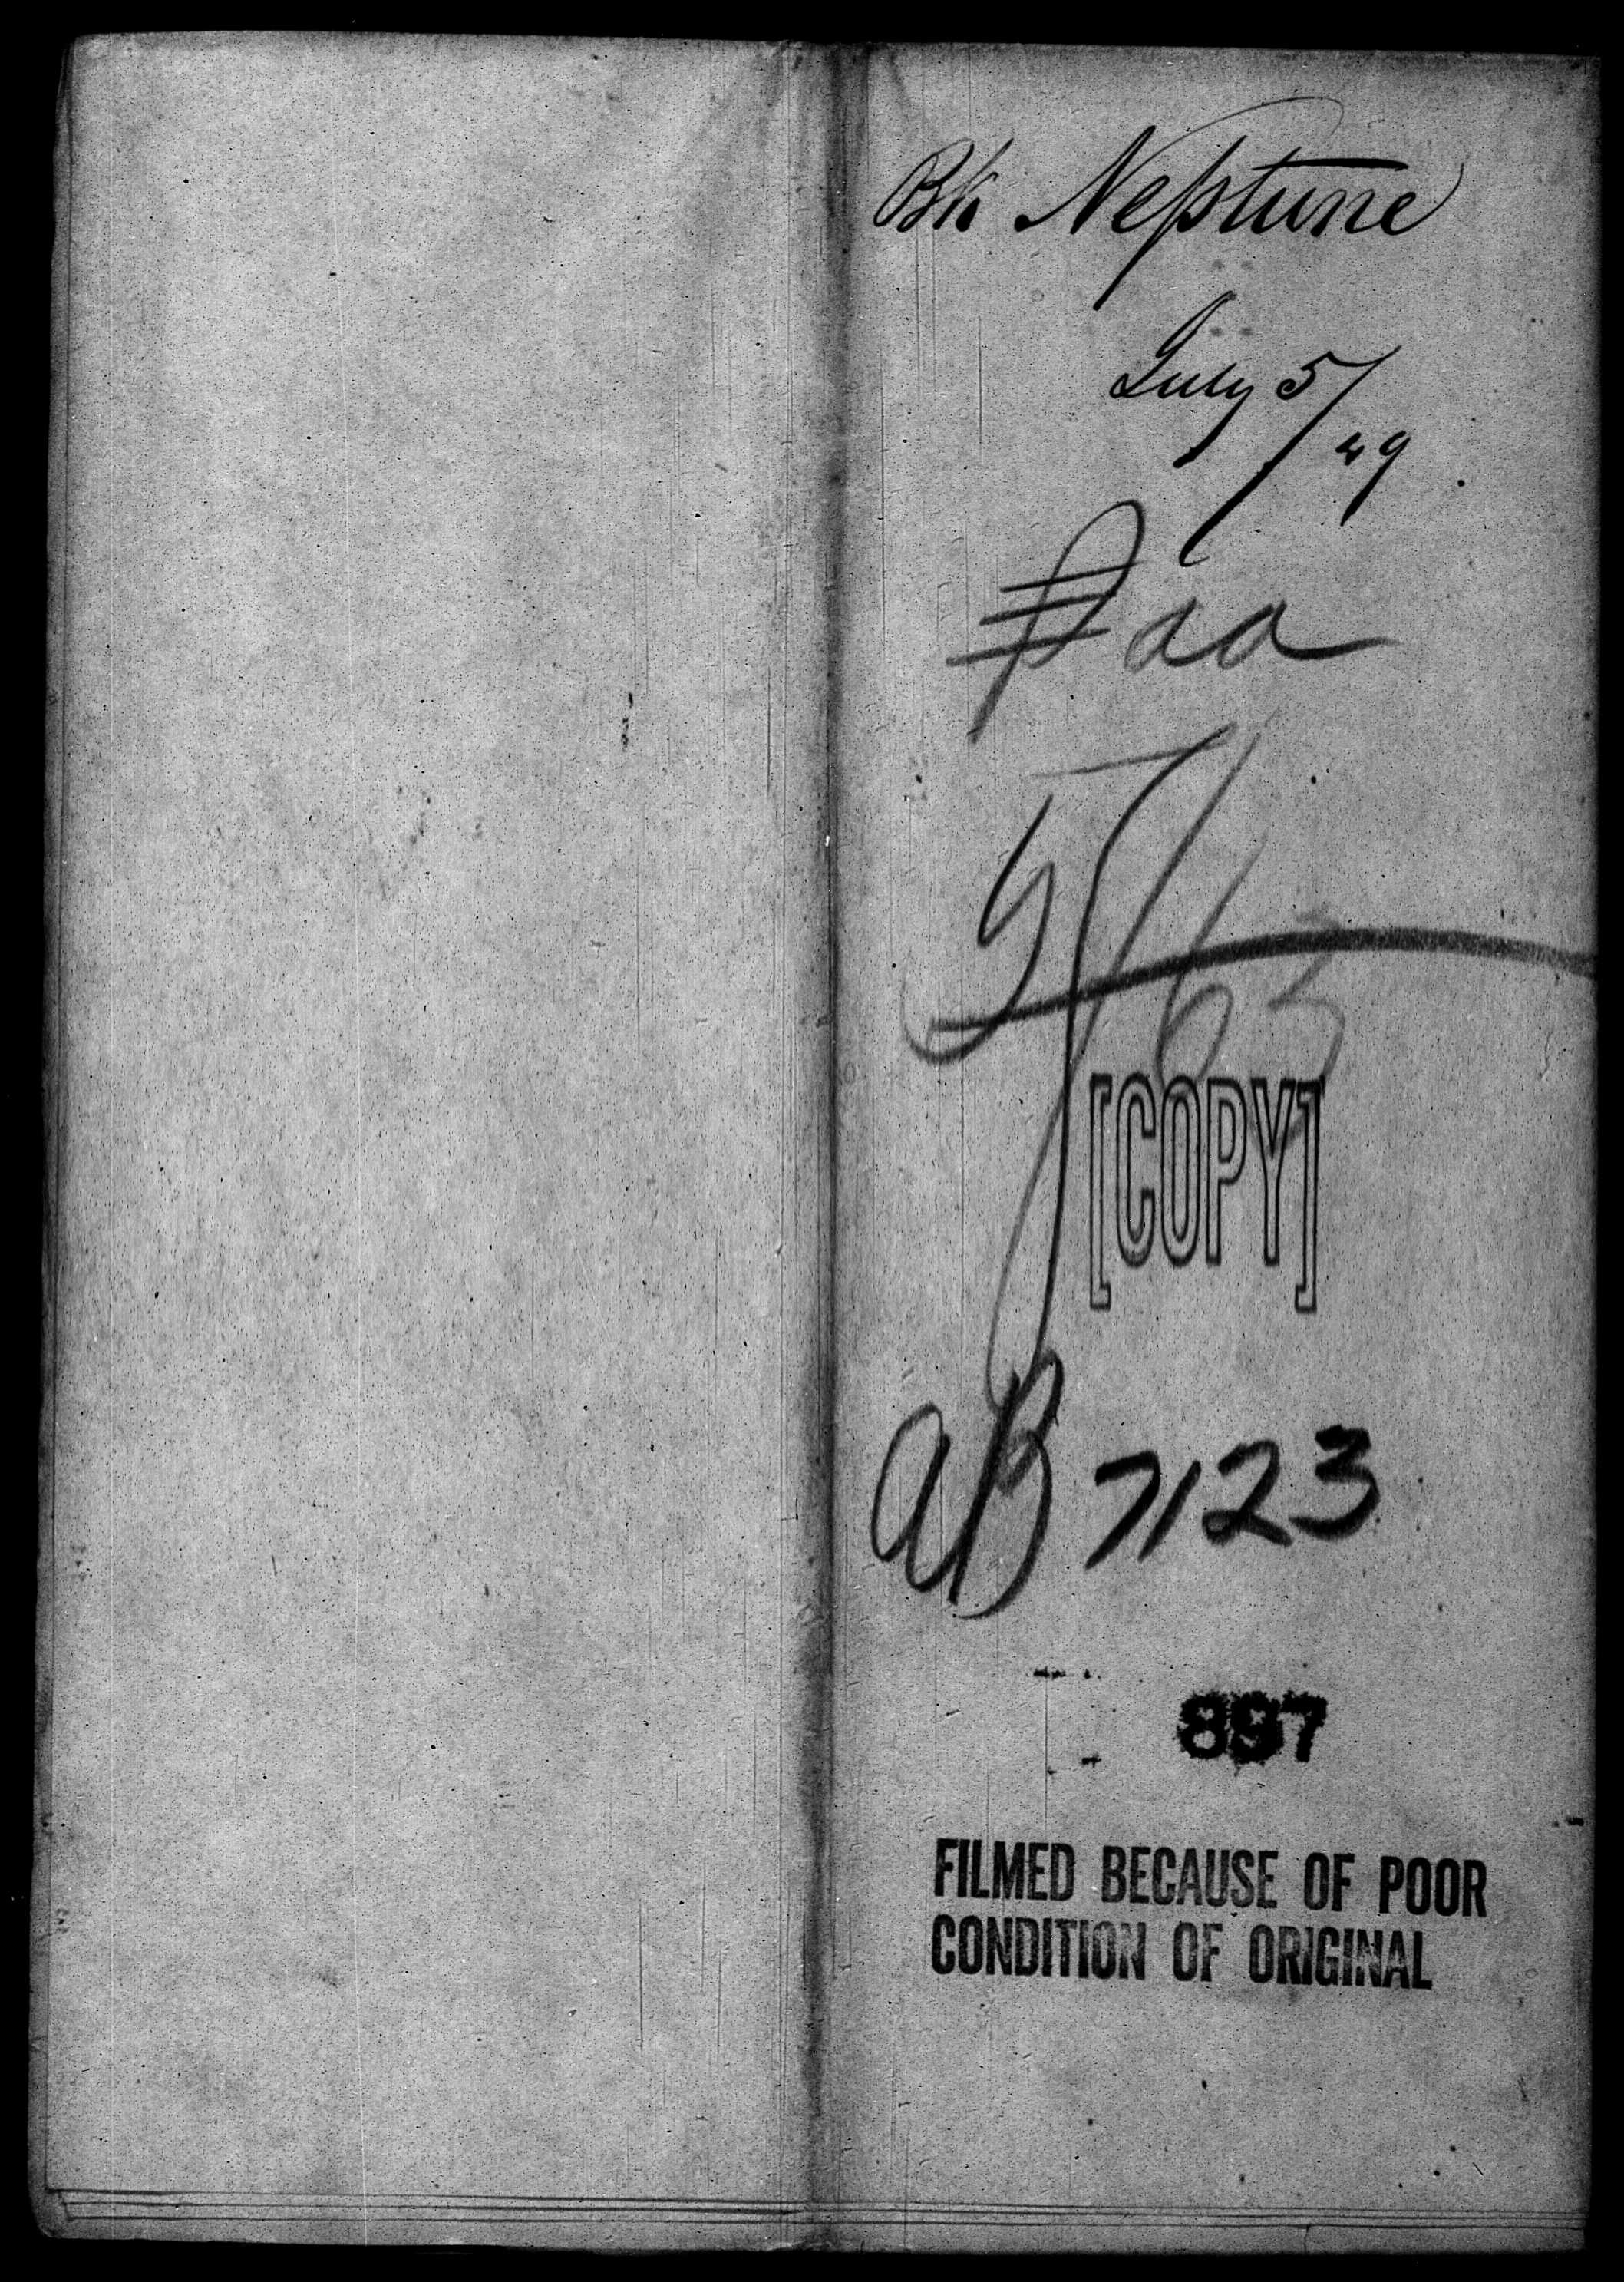 Bk Neptune
July 5/49
[COPY]
AB 7123
897
FILMED BECAUSE OF POOR
CONDITION OF ORIGINAL